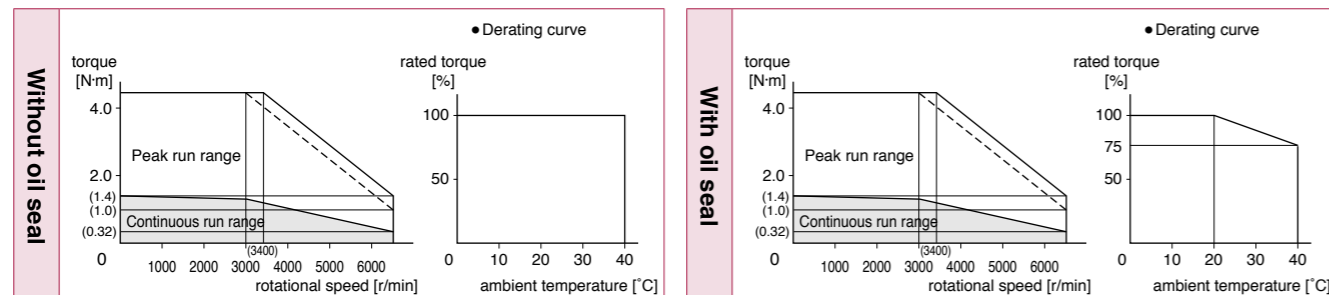 Without oil seal
torque
[N·m]
4.0
2.0
(1.4)
(1.0)
(0.32)
0
Peak run range
Continuous run range
(3400)
1000 2000 3000 4000 5000 6000
rotational speed [r/min]
● Derating curve
rated torque
[%]
100
50
0 10 20 30 40
ambient temperature [˚C]
With oil seal
torque
[N·m]
4.0
2.0
(1.4)
(1.0)
(0.32)
0
Peak run range
Continuous run range
(3400)
1000 2000 3000 4000 5000 6000
rotational speed [r/min]
● Derating curve
rated torque
[%]
100
75
50
0 10 20 30 40
ambient temperature [˚C]